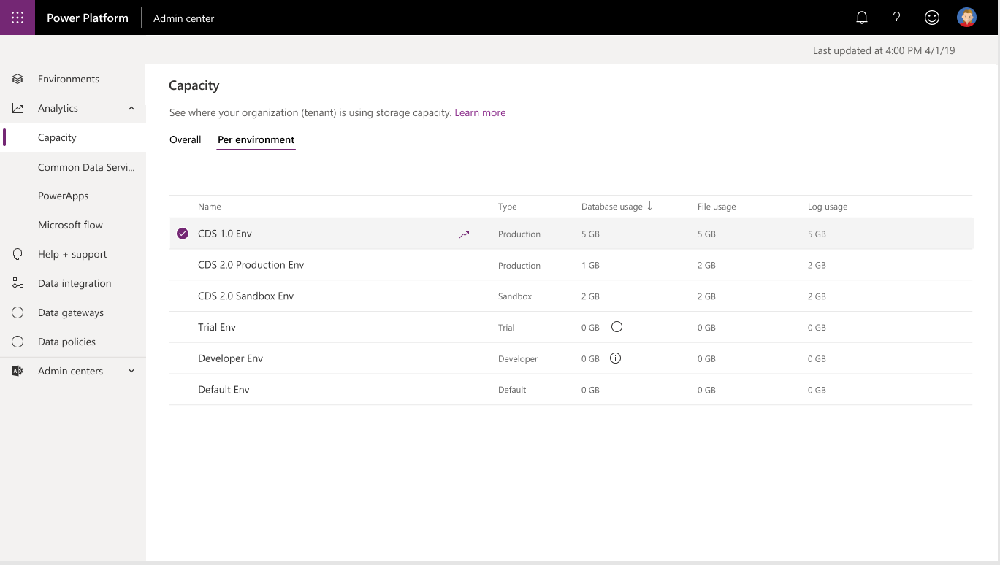 Power Platform Admin center
Last updated at 4:00 PM 4/1/19
Environments
Analytics
Capacity
Common Data Servi...
PowerApps
Microsoft flow
Help + support
Data integration
Data gateways
Data policies
Admin centers
Capacity
See where your organization (tenant) is using storage capacity. Learn more
Overall Per environment
Name Type Database usage ↓ File usage Log usage
CDS 1.0 Env Production 5 GB 5 GB 5 GB
CDS 2.0 Production Env Production 1 GB 2 GB 2 GB
CDS 2.0 Sandbox Env Sandbox 2 GB 2 GB 2 GB
Trial Env Trial 0 GB 0 GB 0 GB
Developer Env Developer 0 GB 0 GB 0 GB
Default Env Default 0 GB 0 GB 0 GB